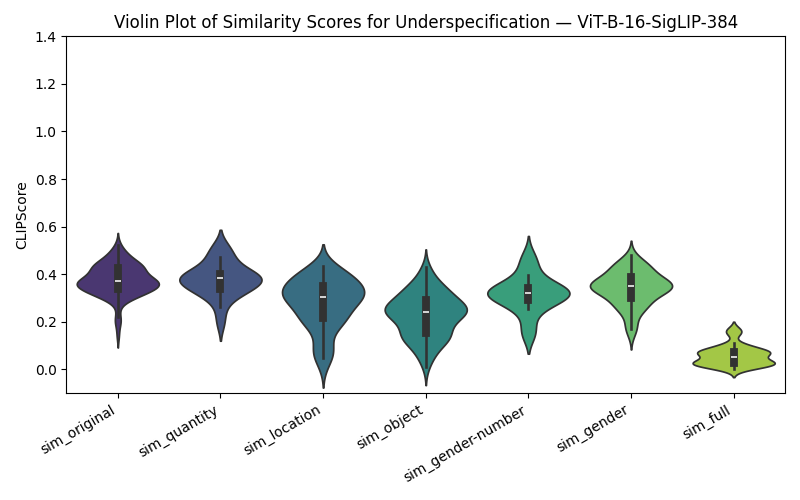 Violin Plot of Similarity Scores for Underspecification — ViT-B-16-SigLIP-384
1.4
1.2
1.0
0.8
0.6
0.4
0.2
0.0
CLIPScore
sim_original
sim_quantity
sim_location
sim_object
sim_gender-number
sim_gender
sim_full